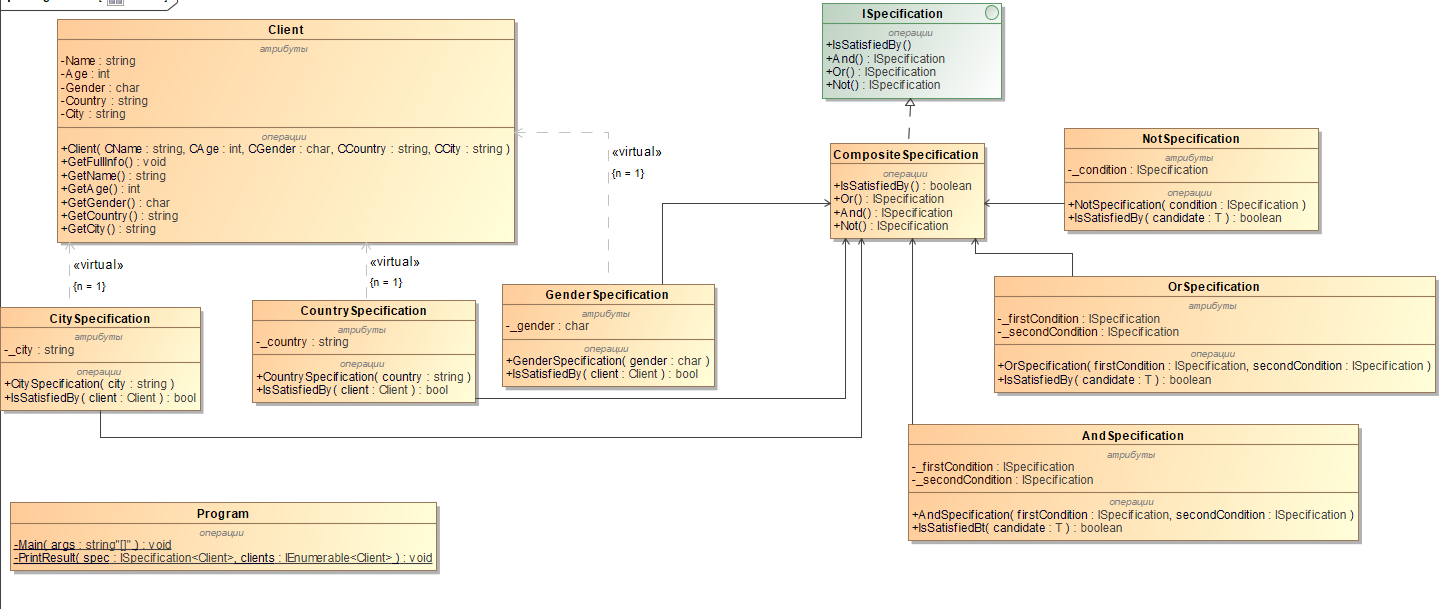 Client
атрибуты
-Name : string
-Age : int
-Gender : char
-Country : string
-City : string
операции
+Client( CName : string, CAge : int, CGender : char, CCountry : string, CCity : string )
+GetFullInfo() : void
+GetName() : string
+GetAge() : int
+GetGender() : char
+GetCountry() : string
+GetCity() : string
ISpecification
операции
+IsSatisfiedBy()
+And() : ISpecification
+Or() : ISpecification
+Not() : ISpecification
CompositeSpecification
операции
+IsSatisfiedBy() : boolean
+Or() : ISpecification
+And() : ISpecification
+Not() : ISpecification
NotSpecification
атрибуты
-_condition : ISpecification
операции
+NotSpecification( condition : ISpecification )
+IsSatisfiedBy( candidate : T ) : boolean
«virtual»
{n = 1}
«virtual»
{n = 1}
«virtual»
{n = 1}
CitySpecification
атрибуты
-_city : string
операции
+CitySpecification( city : string )
+IsSatisfiedBy( client : Client ) : bool
CountrySpecification
атрибуты
-_country : string
операции
+CountrySpecification( country : string )
+IsSatisfiedBy( client : Client ) : bool
GenderSpecification
атрибуты
-_gender : char
операции
+GenderSpecification( gender : char )
+IsSatisfiedBy( client : Client ) : bool
OrSpecification
атрибуты
-_firstCondition : ISpecification
-_secondCondition : ISpecification
операции
+OrSpecification( firstCondition : ISpecification, secondCondition : ISpecification )
+IsSatisfiedBy( candidate : T ) : boolean
AndSpecification
атрибуты
-_firstCondition : ISpecification
-_secondCondition : ISpecification
операции
+AndSpecification( firstCondition : ISpecification, secondCondition : ISpecification )
+IsSatisfiedBt( candidate : T ) : boolean
Program
операции
-Main( args : string"[]" ) : void
-PrintResult( spec : ISpecification<Client>, clients : IEnumerable<Client> ) : void